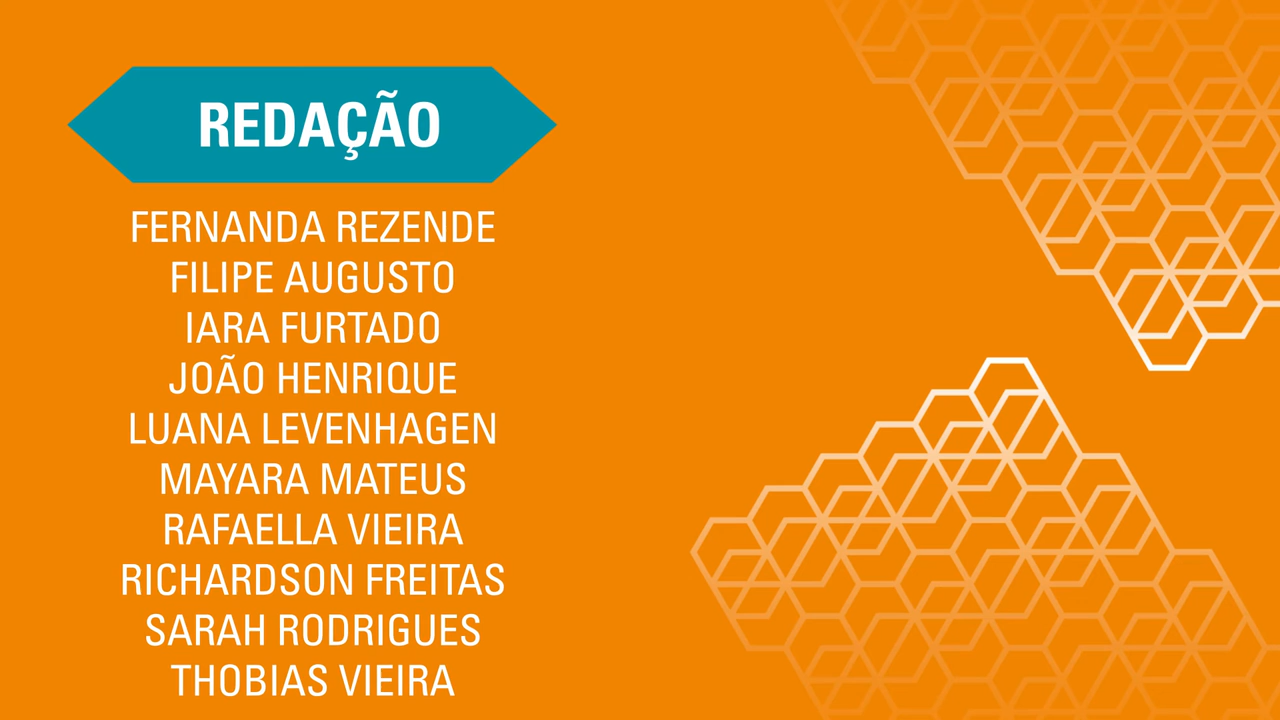 REDAÇÃO
FERNANDA REZENDE
FILIPE AUGUSTO
IARA FURTADO
JOÃO HENRIQUE
LUANA LEVENHAGEN
MAYARA MATEUS
RAFAELLA VIEIRA
RICHARDSON FREITAS
SARAH RODRIGUES
THOBIAS VIEIRA